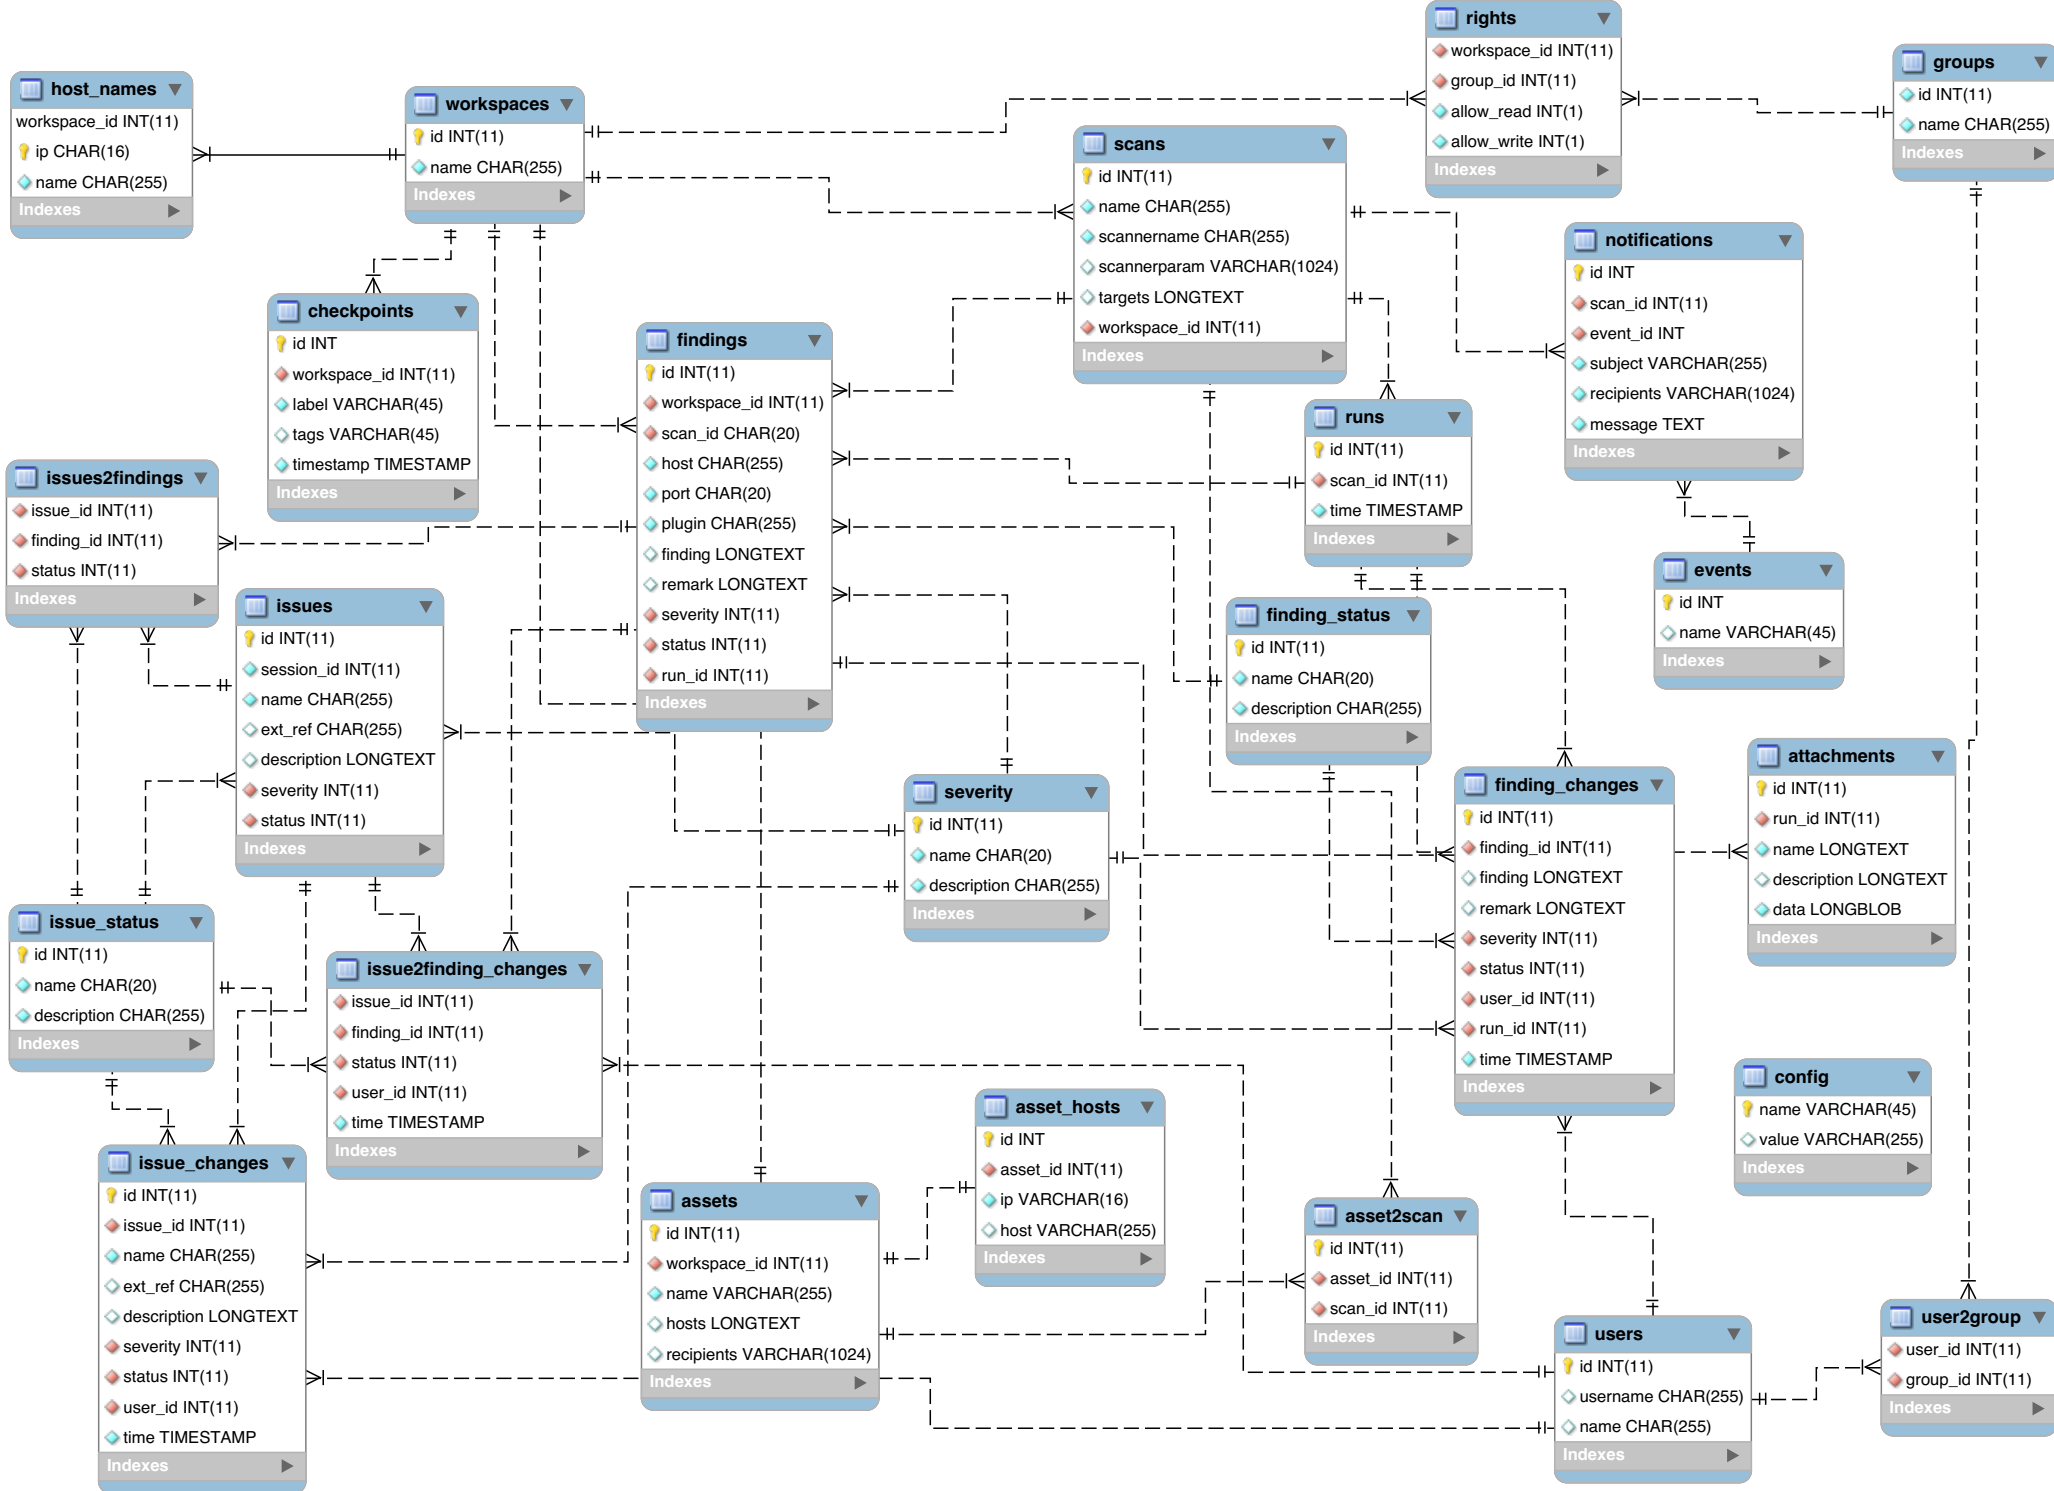 host_names
workspace_id INT(11)
ip CHAR(16)
name CHAR(255)
Indexes
workspaces
id INT(11)
name CHAR(255)
Indexes
rights
workspace_id INT(11)
group_id INT(11)
allow_read INT(1)
allow_write INT(1)
Indexes
groups
id INT(11)
name CHAR(255)
Indexes
scans
id INT(11)
name CHAR(255)
scannername CHAR(255)
scannerparam VARCHAR(1024)
targets LONGTEXT
workspace_id INT(11)
Indexes
notifications
id INT
scan_id INT(11)
event_id INT
subject VARCHAR(255)
recipients VARCHAR(1024)
message TEXT
Indexes
checkpoints
id INT
workspace_id INT(11)
label VARCHAR(45)
tags VARCHAR(45)
timestamp TIMESTAMP
Indexes
findings
id INT(11)
workspace_id INT(11)
scan_id CHAR(20)
host CHAR(255)
port CHAR(20)
plugin CHAR(255)
finding LONGTEXT
remark LONGTEXT
severity INT(11)
status INT(11)
run_id INT(11)
Indexes
runs
id INT(11)
scan_id INT(11)
time TIMESTAMP
Indexes
issues2findings
issue_id INT(11)
finding_id INT(11)
status INT(11)
Indexes
events
id INT
name VARCHAR(45)
Indexes
issues
id INT(11)
session_id INT(11)
name CHAR(255)
ext_ref CHAR(255)
description LONGTEXT
severity INT(11)
status INT(11)
Indexes
finding_status
id INT(11)
name CHAR(20)
description CHAR(255)
Indexes
severity
id INT(11)
name CHAR(20)
description CHAR(255)
Indexes
finding_changes
id INT(11)
finding_id INT(11)
finding LONGTEXT
remark LONGTEXT
severity INT(11)
status INT(11)
user_id INT(11)
run_id INT(11)
time TIMESTAMP
Indexes
attachments
id INT(11)
run_id INT(11)
name LONGTEXT
description LONGTEXT
data LONGBLOB
Indexes
issue_status
id INT(11)
name CHAR(20)
description CHAR(255)
Indexes
issue2finding_changes
issue_id INT(11)
finding_id INT(11)
status INT(11)
user_id INT(11)
time TIMESTAMP
Indexes
config
name VARCHAR(45)
value VARCHAR(255)
Indexes
asset_hosts
id INT
asset_id INT(11)
ip VARCHAR(16)
host VARCHAR(255)
Indexes
issue_changes
id INT(11)
issue_id INT(11)
name CHAR(255)
ext_ref CHAR(255)
description LONGTEXT
severity INT(11)
status INT(11)
user_id INT(11)
time TIMESTAMP
Indexes
assets
id INT(11)
workspace_id INT(11)
name VARCHAR(255)
hosts LONGTEXT
recipients VARCHAR(1024)
Indexes
asset2scan
id INT(11)
asset_id INT(11)
scan_id INT(11)
Indexes
users
id INT(11)
username CHAR(255)
name CHAR(255)
Indexes
user2group
user_id INT(11)
group_id INT(11)
Indexes